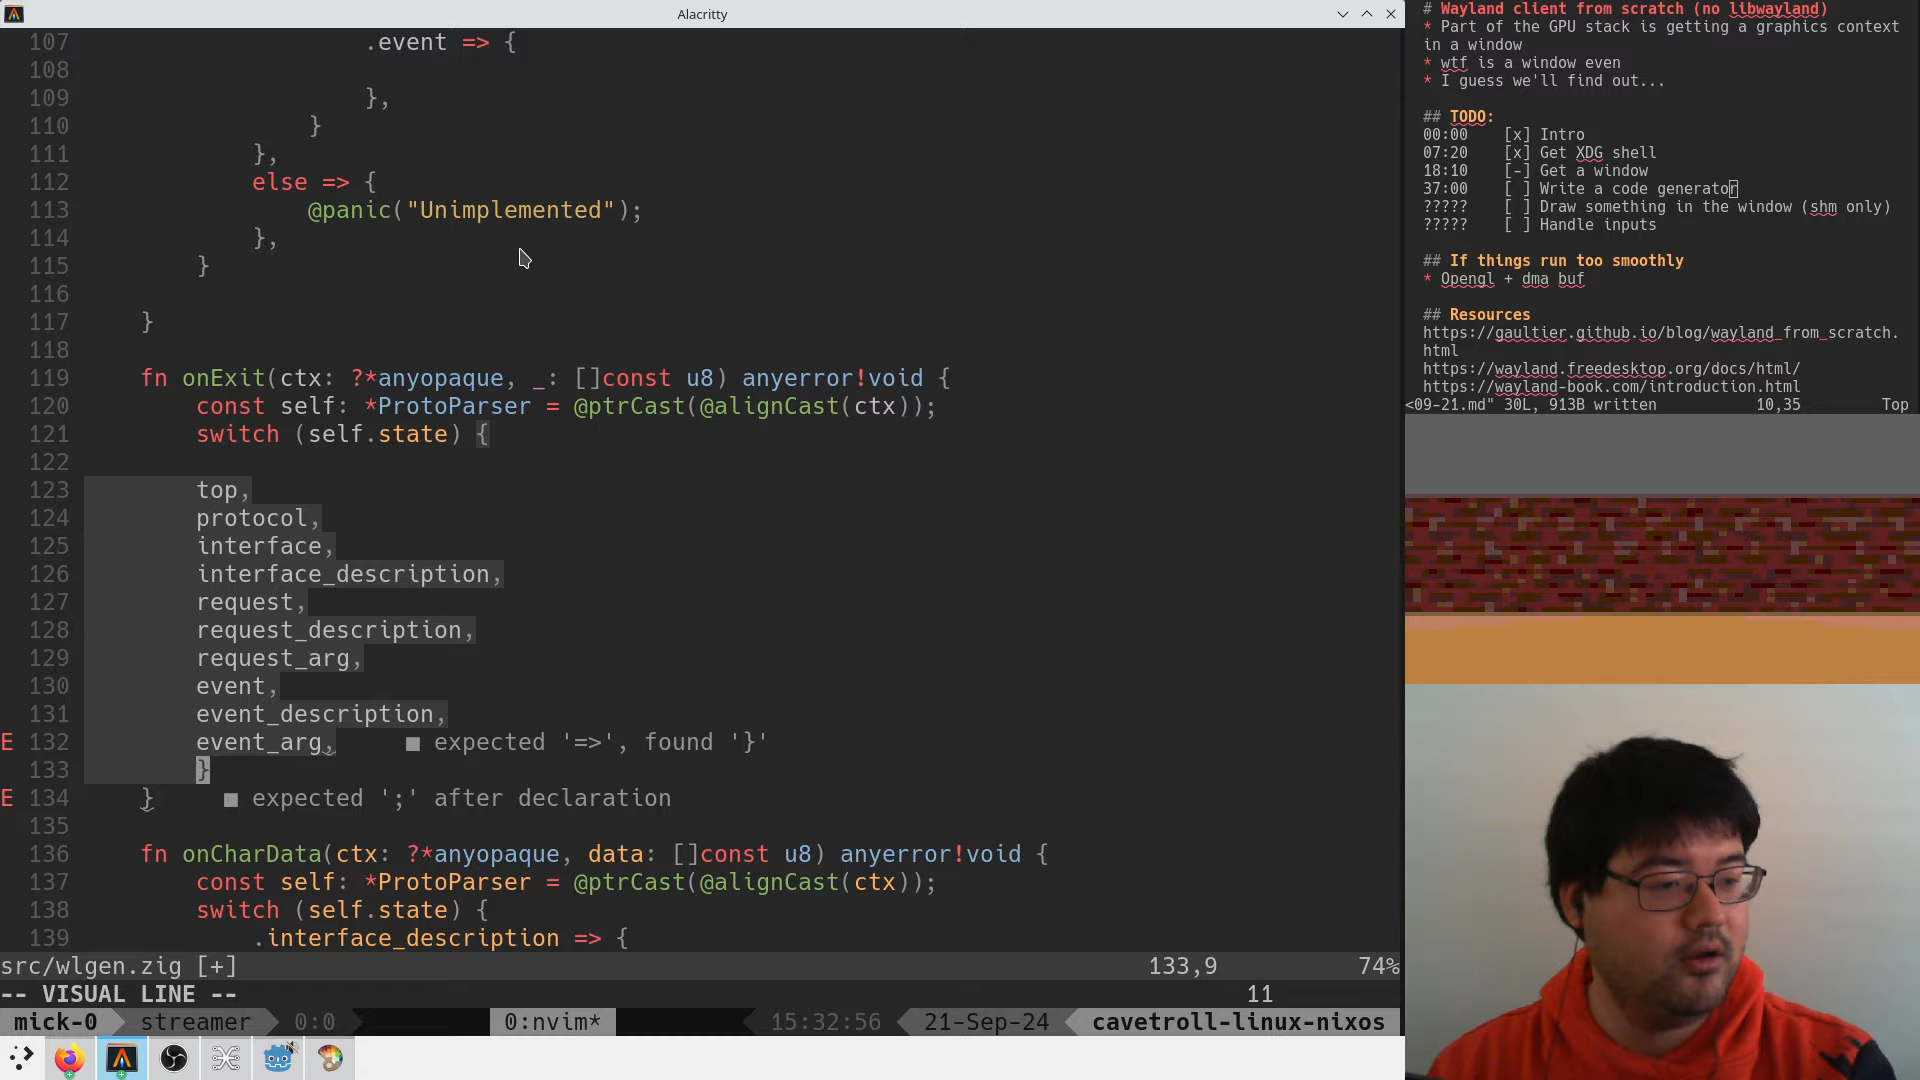 Alacritty
107 .event => {
108
109 },
110 }
111 },
112 else => {
113 @panic("Unimplemented");
114 },
115 }
116
117 }
118
119 fn onExit(ctx: ?*anyopaque, _: []const u8) anyerror!void {
120 const self: *ProtoParser = @ptrCast(@alignCast(ctx));
121 switch (self.state) {
122
123 top,
124 protocol,
125 interface,
126 interface_description,
127 request,
128 request_description,
129 request_arg,
130 event,
131 event_description,
E 132 event_arg, ■ expected '=>', found '}'
133 }
E 134 } ■ expected ';' after declaration
135
136 fn onCharData(ctx: ?*anyopaque, data: []const u8) anyerror!void {
137 const self: *ProtoParser = @ptrCast(@alignCast(ctx));
138 switch (self.state) {
139 .interface_description => {
src/wlgen.zig [+] 133,9 74%
-- VISUAL LINE -- 11
mick-0 streamer 0:0 0:nvim* 15:32:56 21-Sep-24 cavetroll-linux-nixos
# Wayland client from scratch (no libwayland)
* Part of the GPU stack is getting a graphics context
in a window
* wtf is a window even
* I guess we'll find out...
## TODO:
00:00 [x] Intro
07:20 [x] Get XDG shell
18:10 [-] Get a window
37:00 [ ] Write a code generator
????? [ ] Draw something in the window (shm only)
????? [ ] Handle inputs
## If things run too smoothly
* Opengl + dma buf
## Resources
https://gaultier.github.io/blog/wayland_from_scratch.
html
https://wayland.freedesktop.org/docs/html/
https://wayland-book.com/introduction.html
<09-21.md" 30L, 913B written 10,35 Top